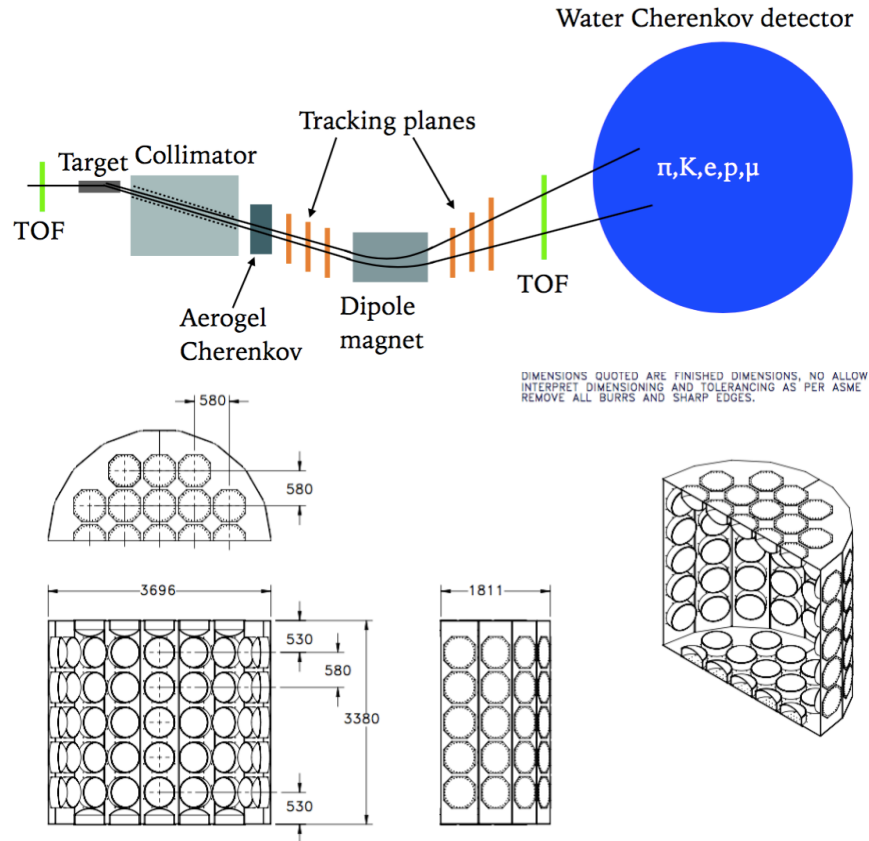 Water Cherenkov detector
Tracking planes
Target Collimator
π,K,e,p,μ
TOF
TOF
Aerogel
Cherenkov
Dipole
magnet
DIMENSIONS QUOTED ARE FINISHED DIMENSIONS, NO ALLOW
INTERPRET DIMENSIONING AND TOLERANCING AS PER ASME
REMOVE ALL BURRS AND SHARP EDGES.
580
580
3696
1811
530
580
3380
530